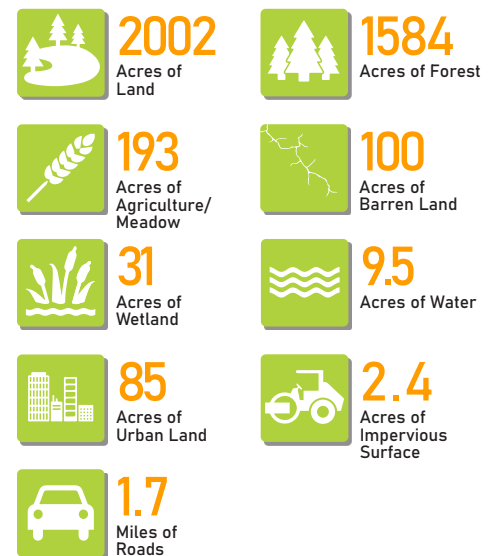 2002
Acres of
Land
1584
Acres of Forest
193
Acres of
Agriculture/
Meadow
100
Acres of
Barren Land
31
Acres of
Wetland
9.5
Acres of Water
85
Acres of
Urban Land
2.4
Acres of
Impervious
Surface
1.7
Miles of
Roads